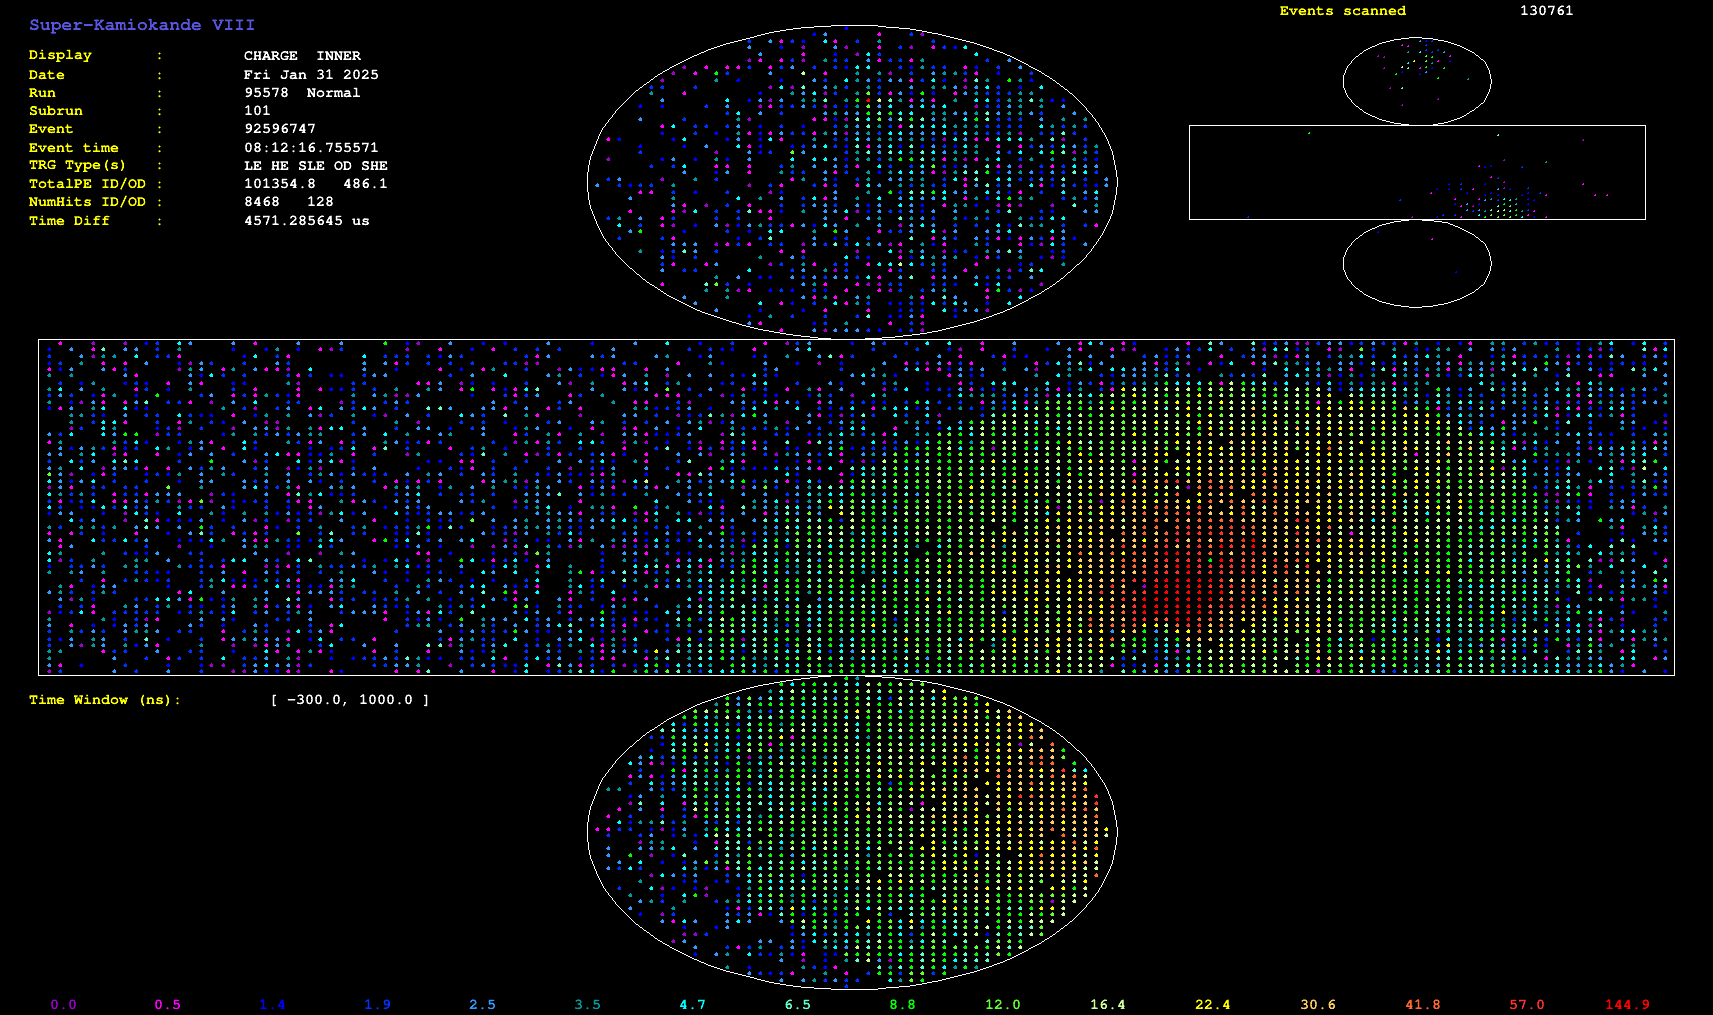 Super-Kamiokande VIII
Display : CHARGE INNER
Date : Fri Jan 31 2025
Run : 95578 Normal
Subrun : 101
Event : 92596747
Event time : 08:12:16.755571
TRG Type(s) : LE HE SLE OD SHE
TotalPE ID/OD : 101354.8 486.1
NumHits ID/OD : 8468 128
Time Diff : 4571.285645 us
Events scanned 130761
Time Window (ns): [ -300.0, 1000.0 ]
0.0 0.5 1.4 1.9 2.5 3.5 4.7 6.5 8.8 12.0 16.4 22.4 30.6 41.8 57.0 144.9